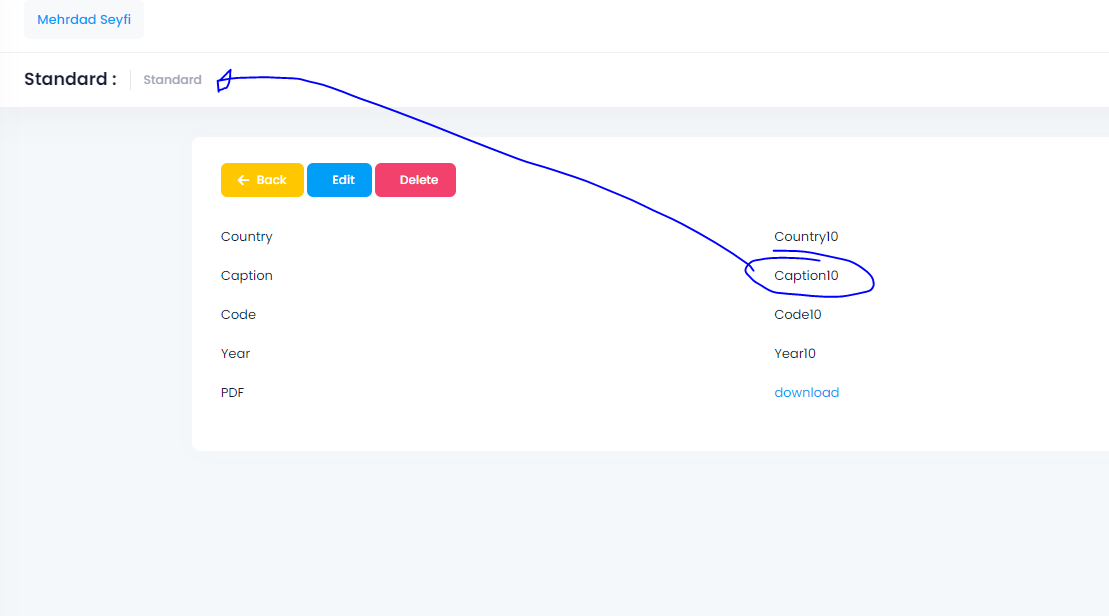 Mehrdad Seyfi
Standard : Standard
Back Edit Delete
Country Country10
Caption Caption10
Code Code10
Year Year10
PDF download